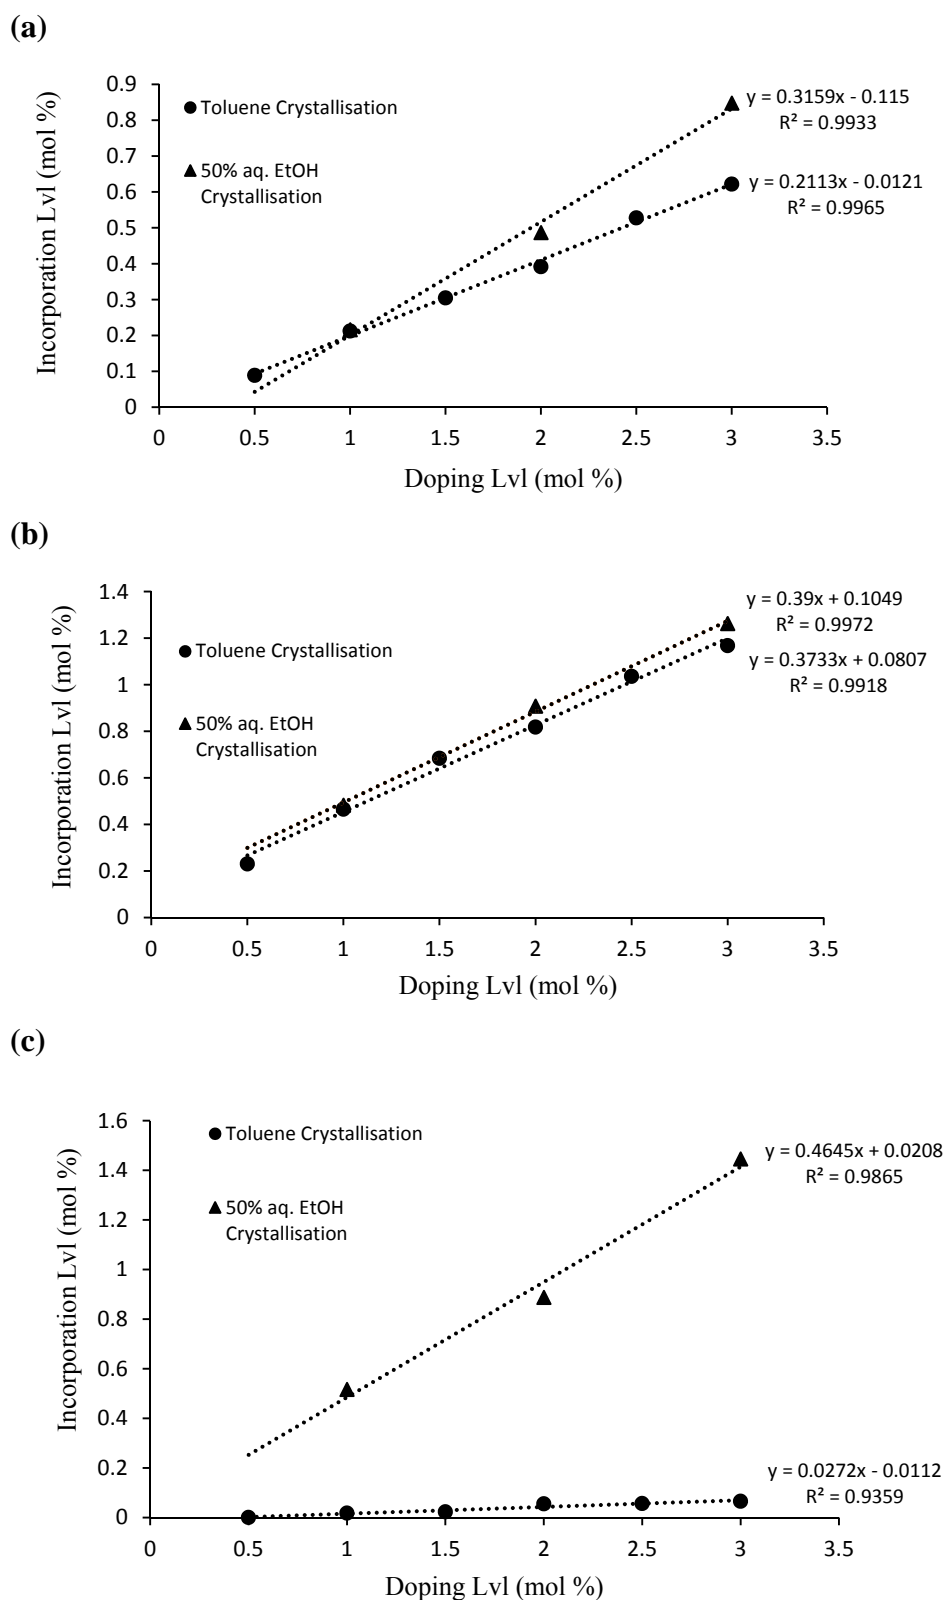 (a)
0.9
0.8
0.7
0.6
0.5
0.4
0.3
0.2
0.1
0
Incorporation Lvl (mol %)
Toluene Crystallisation
50% aq. EtOH
Crystallisation
y = 0.3159x - 0.115
R² = 0.9933
y = 0.2113x - 0.0121
R² = 0.9965
0 0.5 1 1.5 2 2.5 3 3.5
Doping Lvl (mol %)
(b)
1.4
1.2
1
0.8
0.6
0.4
0.2
0
Incorporation Lvl (mol %)
Toluene Crystallisation
50% aq. EtOH
Crystallisation
y = 0.39x + 0.1049
R² = 0.9972
y = 0.3733x + 0.0807
R² = 0.9918
0 0.5 1 1.5 2 2.5 3 3.5
Doping Lvl (mol %)
(c)
1.6
1.4
1.2
1
0.8
0.6
0.4
0.2
0
Incorporation Lvl (mol %)
Toluene Crystallisation
50% aq. EtOH
Crystallisation
y = 0.4645x + 0.0208
R² = 0.9865
y = 0.0272x - 0.0112
R² = 0.9359
0 0.5 1 1.5 2 2.5 3 3.5
Doping Lvl (mol %)